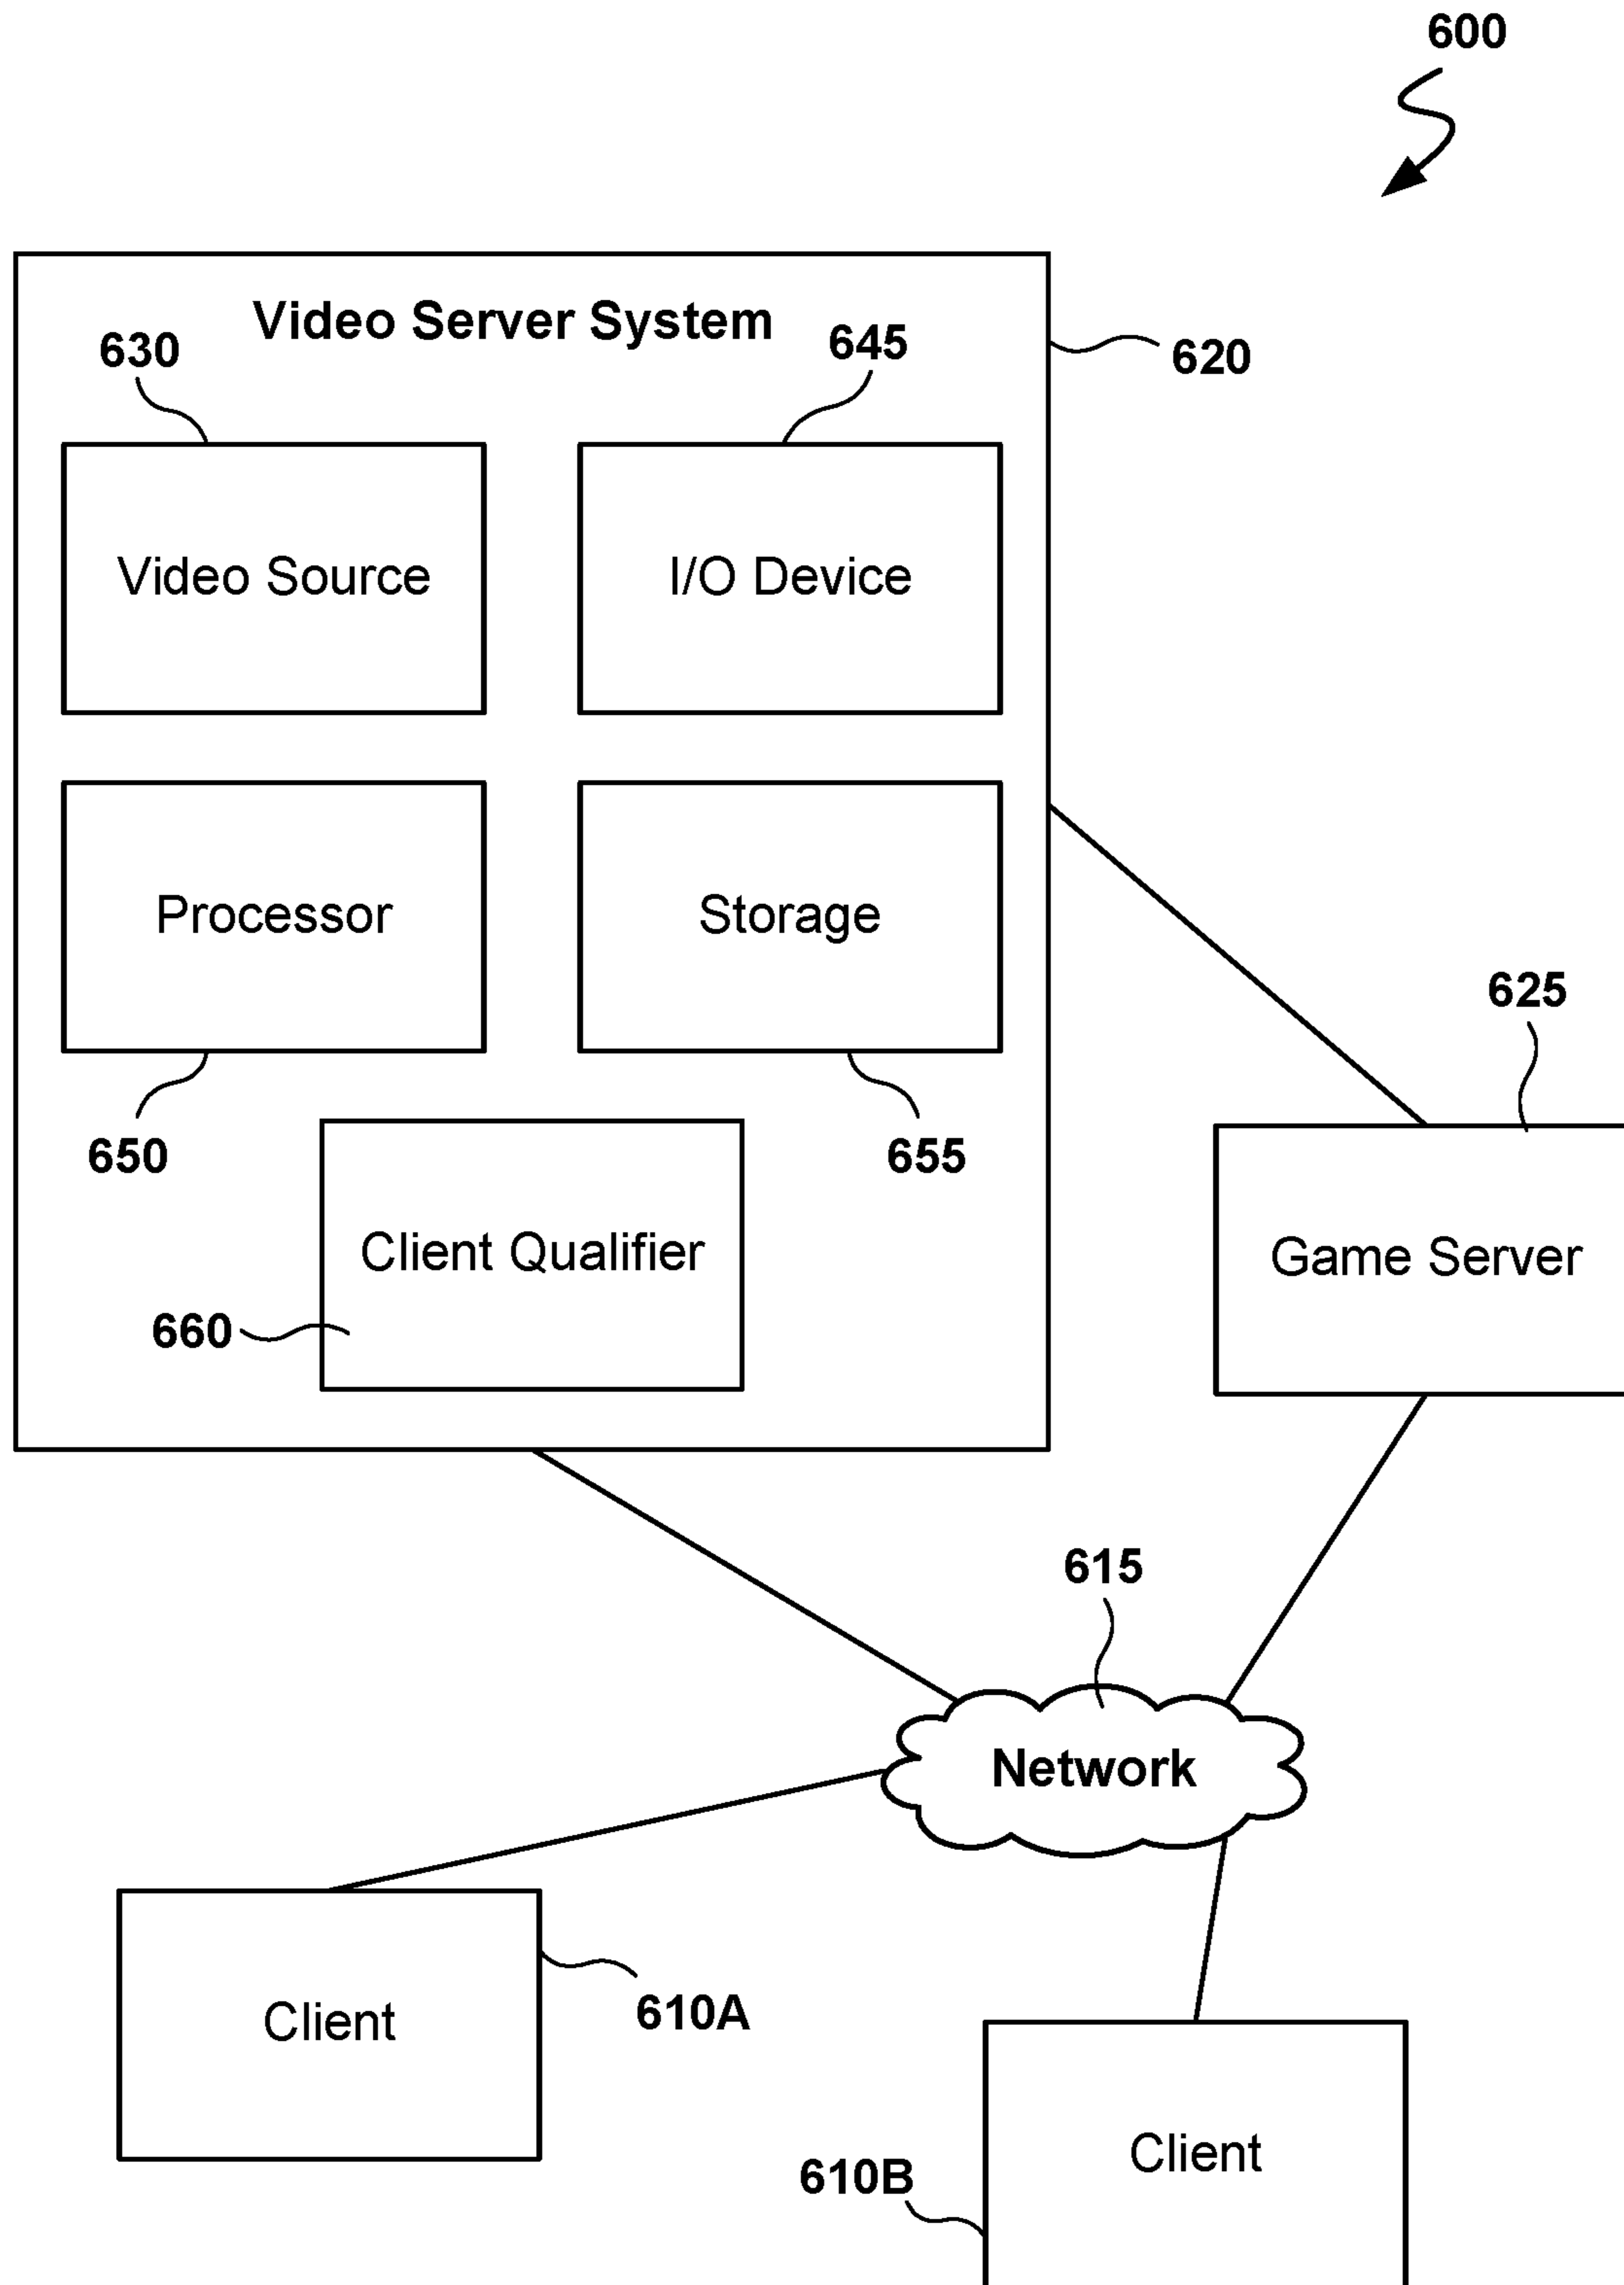 600
Video Server System
630
645
620
Video Source
I/O Device
Processor
Storage
625
650
655
Client Qualifier
Game Server
660
615
Network
Client
610A
Client
610B